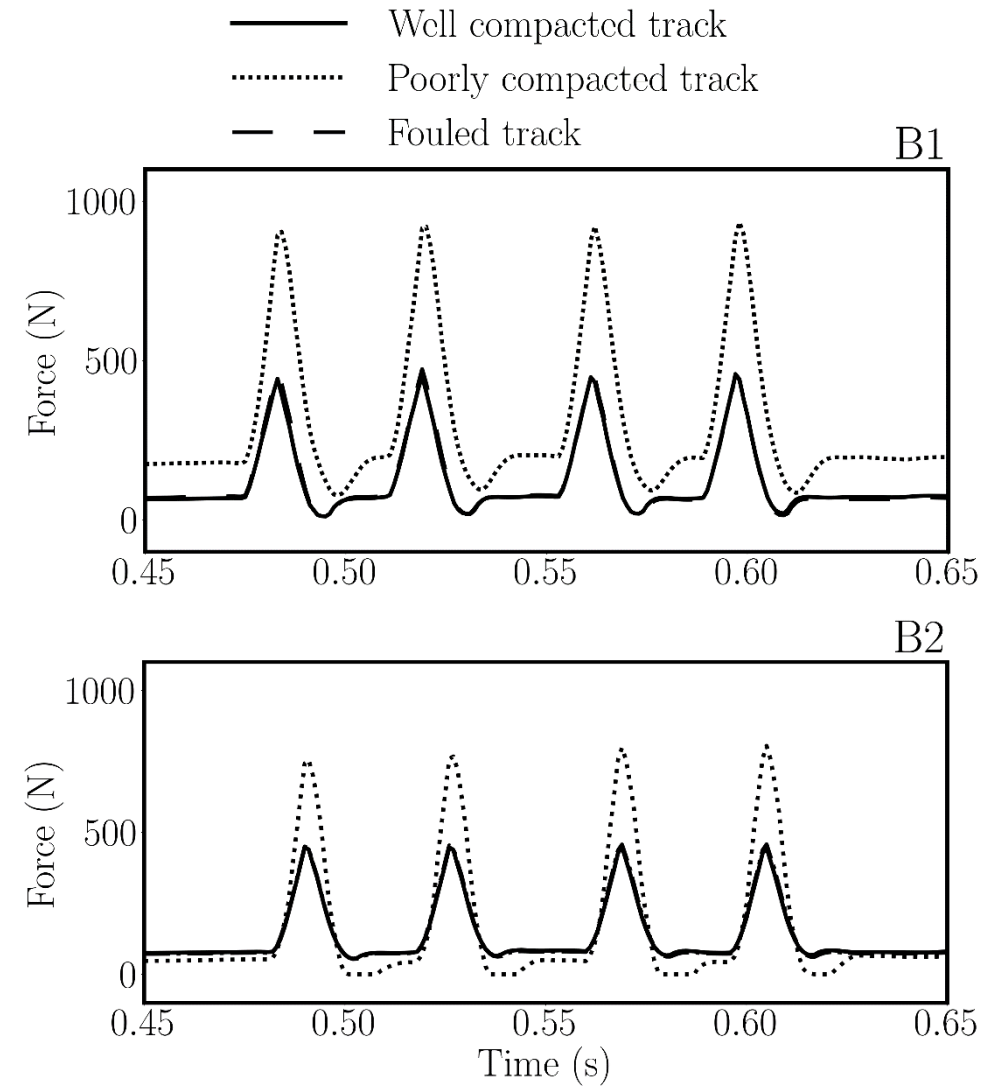 Well compacted track
Poorly compacted track
Fouled track
B1
1000
500
0
Force (N)
0.45 0.50 0.55 0.60 0.65
B2
1000
500
0
Force (N)
0.45 0.50 0.55 0.60 0.65
Time (s)